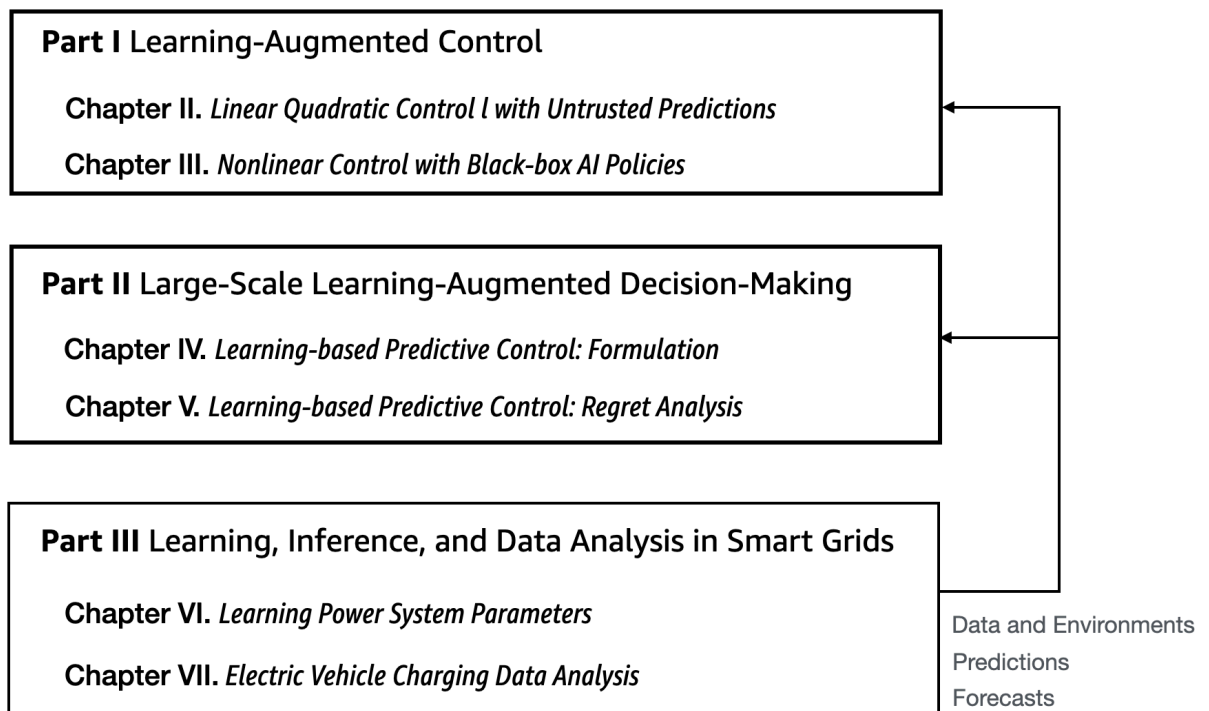 Part I Learning-Augmented Control
Chapter II. Linear Quadratic Control l with Untrusted Predictions
Chapter III. Nonlinear Control with Black-box AI Policies
Part II Large-Scale Learning-Augmented Decision-Making
Chapter IV. Learning-based Predictive Control: Formulation
Chapter V. Learning-based Predictive Control: Regret Analysis
Part III Learning, Inference, and Data Analysis in Smart Grids
Chapter VI. Learning Power System Parameters
Chapter VII. Electric Vehicle Charging Data Analysis
Data and Environments
Predictions
Forecasts